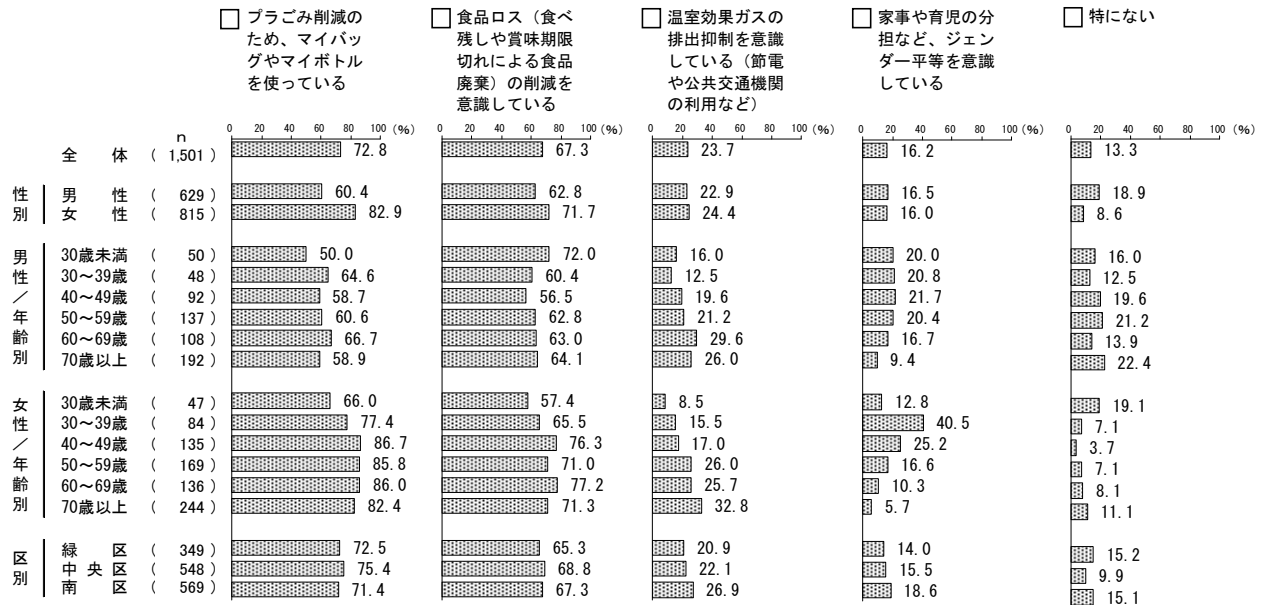 プラごみ削減の
ため、マイバッ
グやマイボトル
を使っている
食品ロス（食べ
残しや賞味期限
切れによる食品
廃棄）の削減を
意識している
温室効果ガスの
排出抑制を意識
している（節電
や公共交通機関
の利用など）
家事や育児の分
担など、ジェン
ダー平等を意識
している
特にない
n 0 20 40 60 80 100 (%) 0 20 40 60 80 100 (%) 0 20 40 60 80 100 (%) 0 20 40 60 80 100 (%) 0 20 40 60 80 100 (%)
全体 ( 1,501 ) 72.8 67.3 23.7 16.2 13.3
性別
男性 ( 629 ) 60.4 62.8 22.9 16.5 18.9
女性 ( 815 ) 82.9 71.7 24.4 16.0 8.6
男性／年齢別
30歳未満 ( 50 ) 50.0 72.0 16.0 20.0 16.0
30～39歳 ( 48 ) 64.6 60.4 12.5 20.8 12.5
40～49歳 ( 92 ) 58.7 56.5 19.6 21.7 19.6
50～59歳 ( 137 ) 60.6 62.8 21.2 20.4 21.2
60～69歳 ( 108 ) 66.7 63.0 29.6 16.7 13.9
70歳以上 ( 192 ) 58.9 64.1 26.0 9.4 22.4
女性／年齢別
30歳未満 ( 47 ) 66.0 57.4 8.5 12.8 19.1
30～39歳 ( 84 ) 77.4 65.5 15.5 40.5 7.1
40～49歳 ( 135 ) 86.7 76.3 17.0 25.2 3.7
50～59歳 ( 169 ) 85.8 71.0 26.0 16.6 7.1
60～69歳 ( 136 ) 86.0 77.2 25.7 10.3 8.1
70歳以上 ( 244 ) 82.4 71.3 32.8 5.7 11.1
区別
緑区 ( 349 ) 72.5 65.3 20.9 14.0 15.2
中央区 ( 548 ) 75.4 68.8 22.1 15.5 9.9
南区 ( 569 ) 71.4 67.3 26.9 18.6 15.1